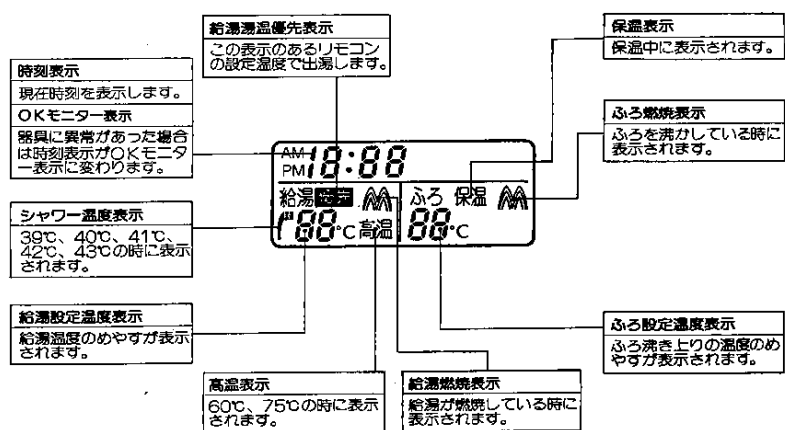 給湯湯温優先表示
この表示のあるリモコン
の設定温度で出湯します。
保温表示
保温中に表示されます。
時刻表示
現在時刻を表示します。
OKモニター表示
器具に異常があった場合
は時刻表示がOKモニタ
ー表示に変わります。
ふろ燃焼表示
ふろを沸かしている時に
表示されます。
シャワー温度表示
39℃、40℃、41℃、
42℃、43℃の時に表示
されます。
AM
PM 18:88
給湯 優先 ふろ 保温
88℃ 高温 88℃
給湯設定温度表示
給湯温度のめやすが表示
されます。
ふろ設定温度表示
ふろ沸き上りの温度のめ
やすが表示されます。
高温表示
60℃、75℃の時に表示
されます。
給湯燃焼表示
給湯が燃焼している時に
表示されます。